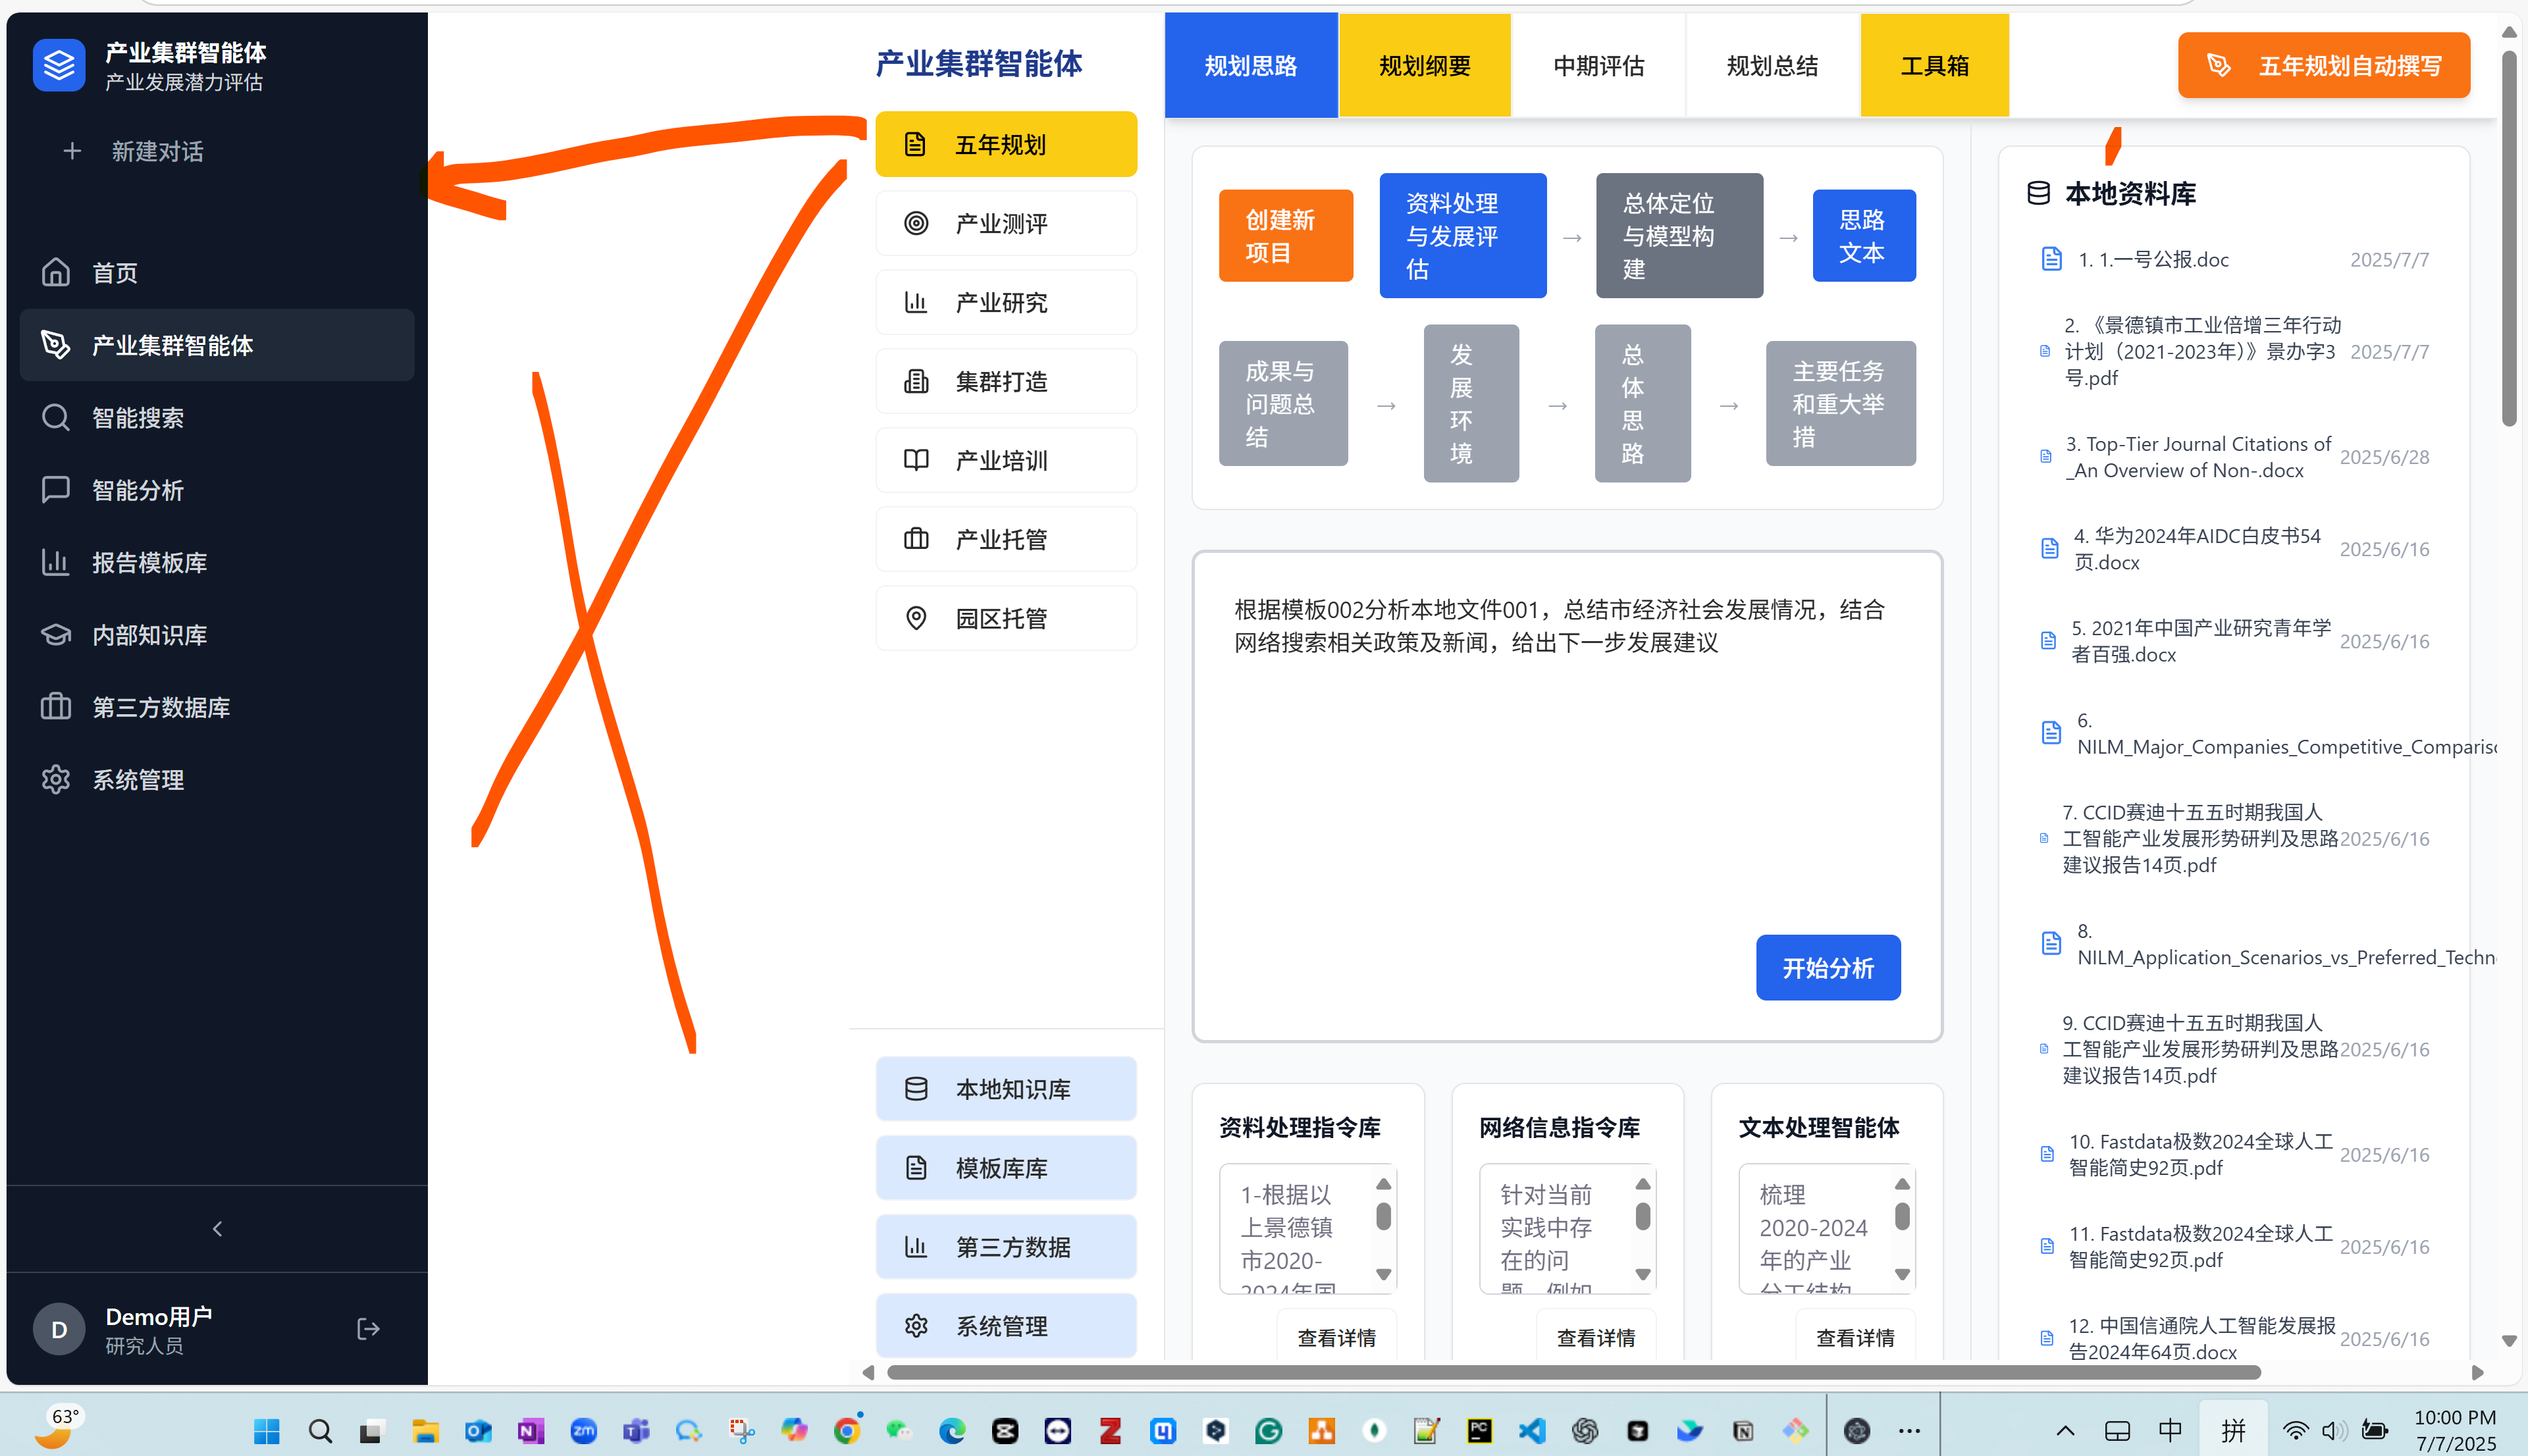 产业集群智能体
产业发展潜力评估
新建对话
首页
产业集群智能体
智能搜索
智能分析
报告模板库
内部知识库
第三方数据库
系统管理
D
Demo用户
研究人员
产业集群智能体
五年规划
产业测评
产业研究
集群打造
产业培训
产业托管
园区托管
本地知识库
模板库库
第三方数据
系统管理
规划思路
规划纲要
中期评估
规划总结
工具箱
五年规划自动撰写
创建新
项目
资料处理
与发展评
估
→
总体定位
与模型构
建
→
思路
文本
成果与
问题总
结
→
发
展
环
境
→
总
体
思
路
→
主要任务
和重大举
措
根据模板002分析本地文件001，总结市经济社会发展情况，结合
网络搜索相关政策及新闻，给出下一步发展建议
开始分析
资料处理指令库
1-根据以
上景德镇
市2020-
2024年国
查看详情
网络信息指令库
针对当前
实践中存
在的问
题，例如
查看详情
文本处理智能体
梳理
2020-2024
年的产业
分工结构
查看详情
本地资料库
1. 1.一号公报.doc 2025/7/7
2. 《景德镇市工业倍增三年行动
计划（2021-2023年）》景办字3 2025/7/7
号.pdf
3. Top-Tier Journal Citations of
_An Overview of Non-.docx 2025/6/28
4. 华为2024年AIDC白皮书54
页.docx 2025/6/16
5. 2021年中国产业研究青年学
者百强.docx 2025/6/16
6.
NILM_Major_Companies_Competitive_Comparis
7. CCID赛迪十五五时期我国人
工智能产业发展形势研判及思路 2025/6/16
建议报告14页.pdf
8.
NILM_Application_Scenarios_vs_Preferred_Techn
9. CCID赛迪十五五时期我国人
工智能产业发展形势研判及思路 2025/6/16
建议报告14页.pdf
10. Fastdata极数2024全球人工
智能简史92页.pdf 2025/6/16
11. Fastdata极数2024全球人工
智能简史92页.pdf 2025/6/16
12. 中国信通院人工智能发展报
告2024年64页.docx 2025/6/16
63°
中
拼
10:00 PM
7/7/2025